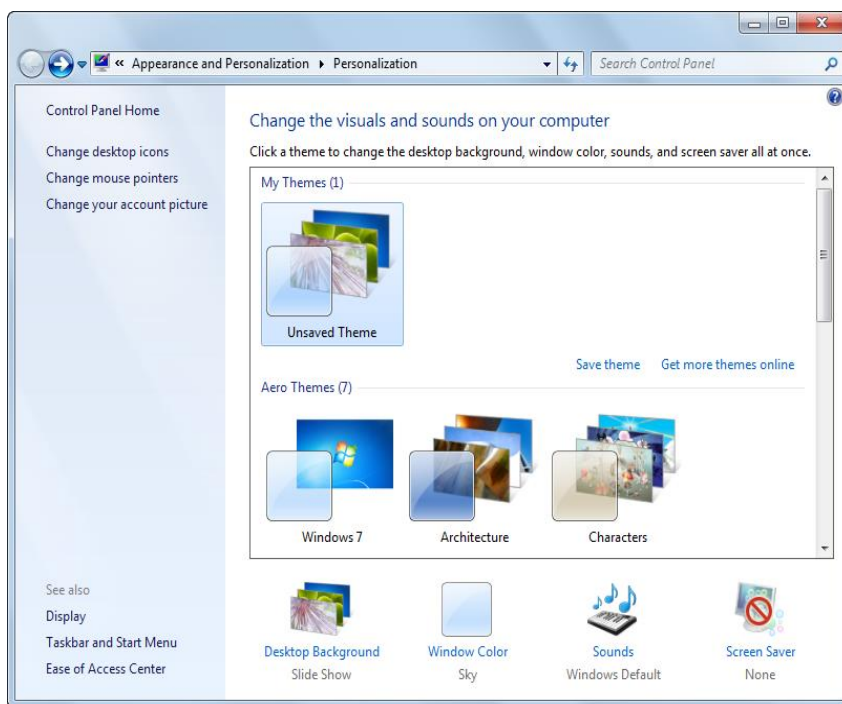 « Appearance and Personalization ▸ Personalization
Search Control Panel
Control Panel Home
Change desktop icons
Change mouse pointers
Change your account picture
See also
Display
Taskbar and Start Menu
Ease of Access Center
Change the visuals and sounds on your computer
Click a theme to change the desktop background, window color, sounds, and screen saver all at once.
My Themes (1)
Unsaved Theme
Save theme Get more themes online
Aero Themes (7)
Windows 7 Architecture Characters
Desktop Background Window Color Sounds Screen Saver
Slide Show Sky Windows Default None